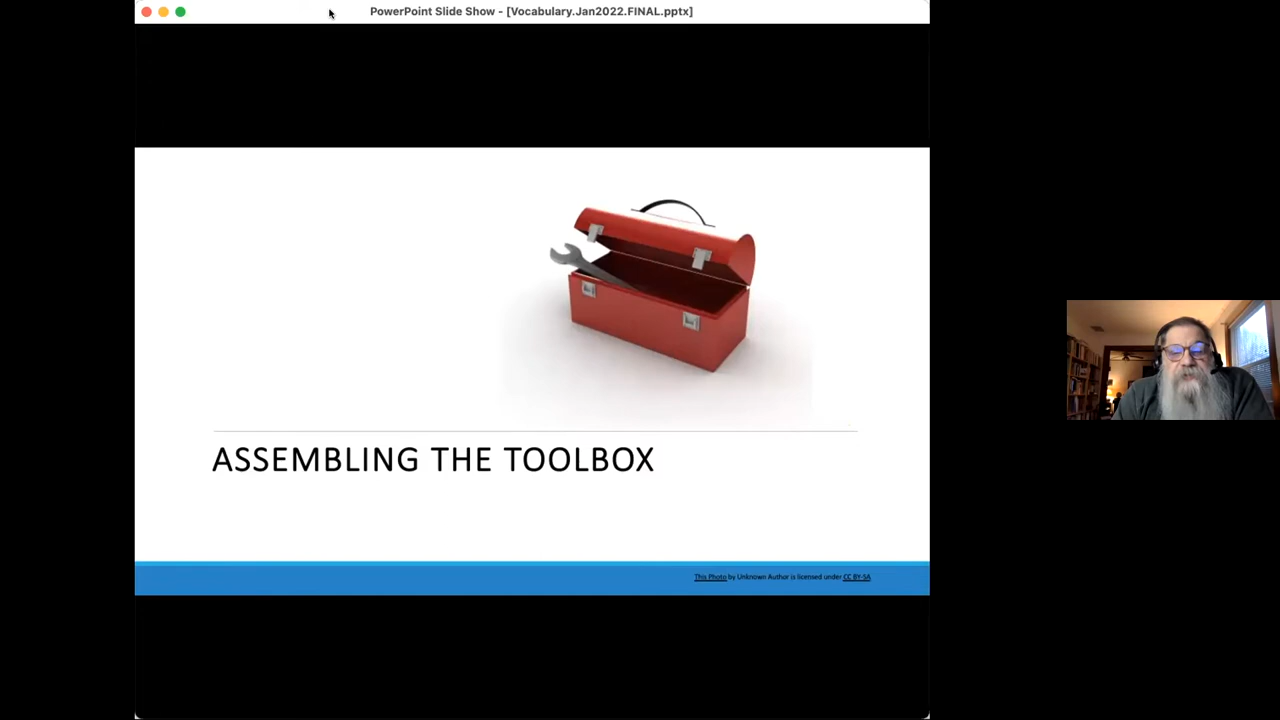 PowerPoint Slide Show - [Vocabulary.Jan2022.FINAL.pptx]
ASSEMBLING THE TOOLBOX
This Photo by Unknown Author is licensed under CC BY-SA